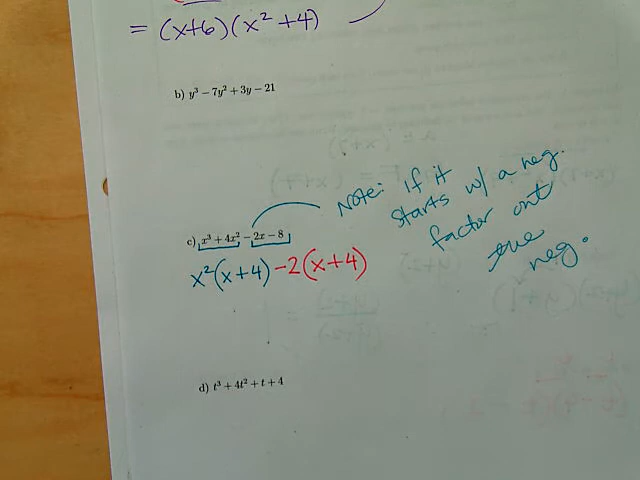 = (x+6)(x² + 4)
b) y³ − 7y² + 3y − 21
Note: If it
starts w/ a neg.
factor out
the
neg.
c) x³ + 4x² − 2x − 8
x²(x+4) −2(x+4)
d) t³ + 4t² + t + 4